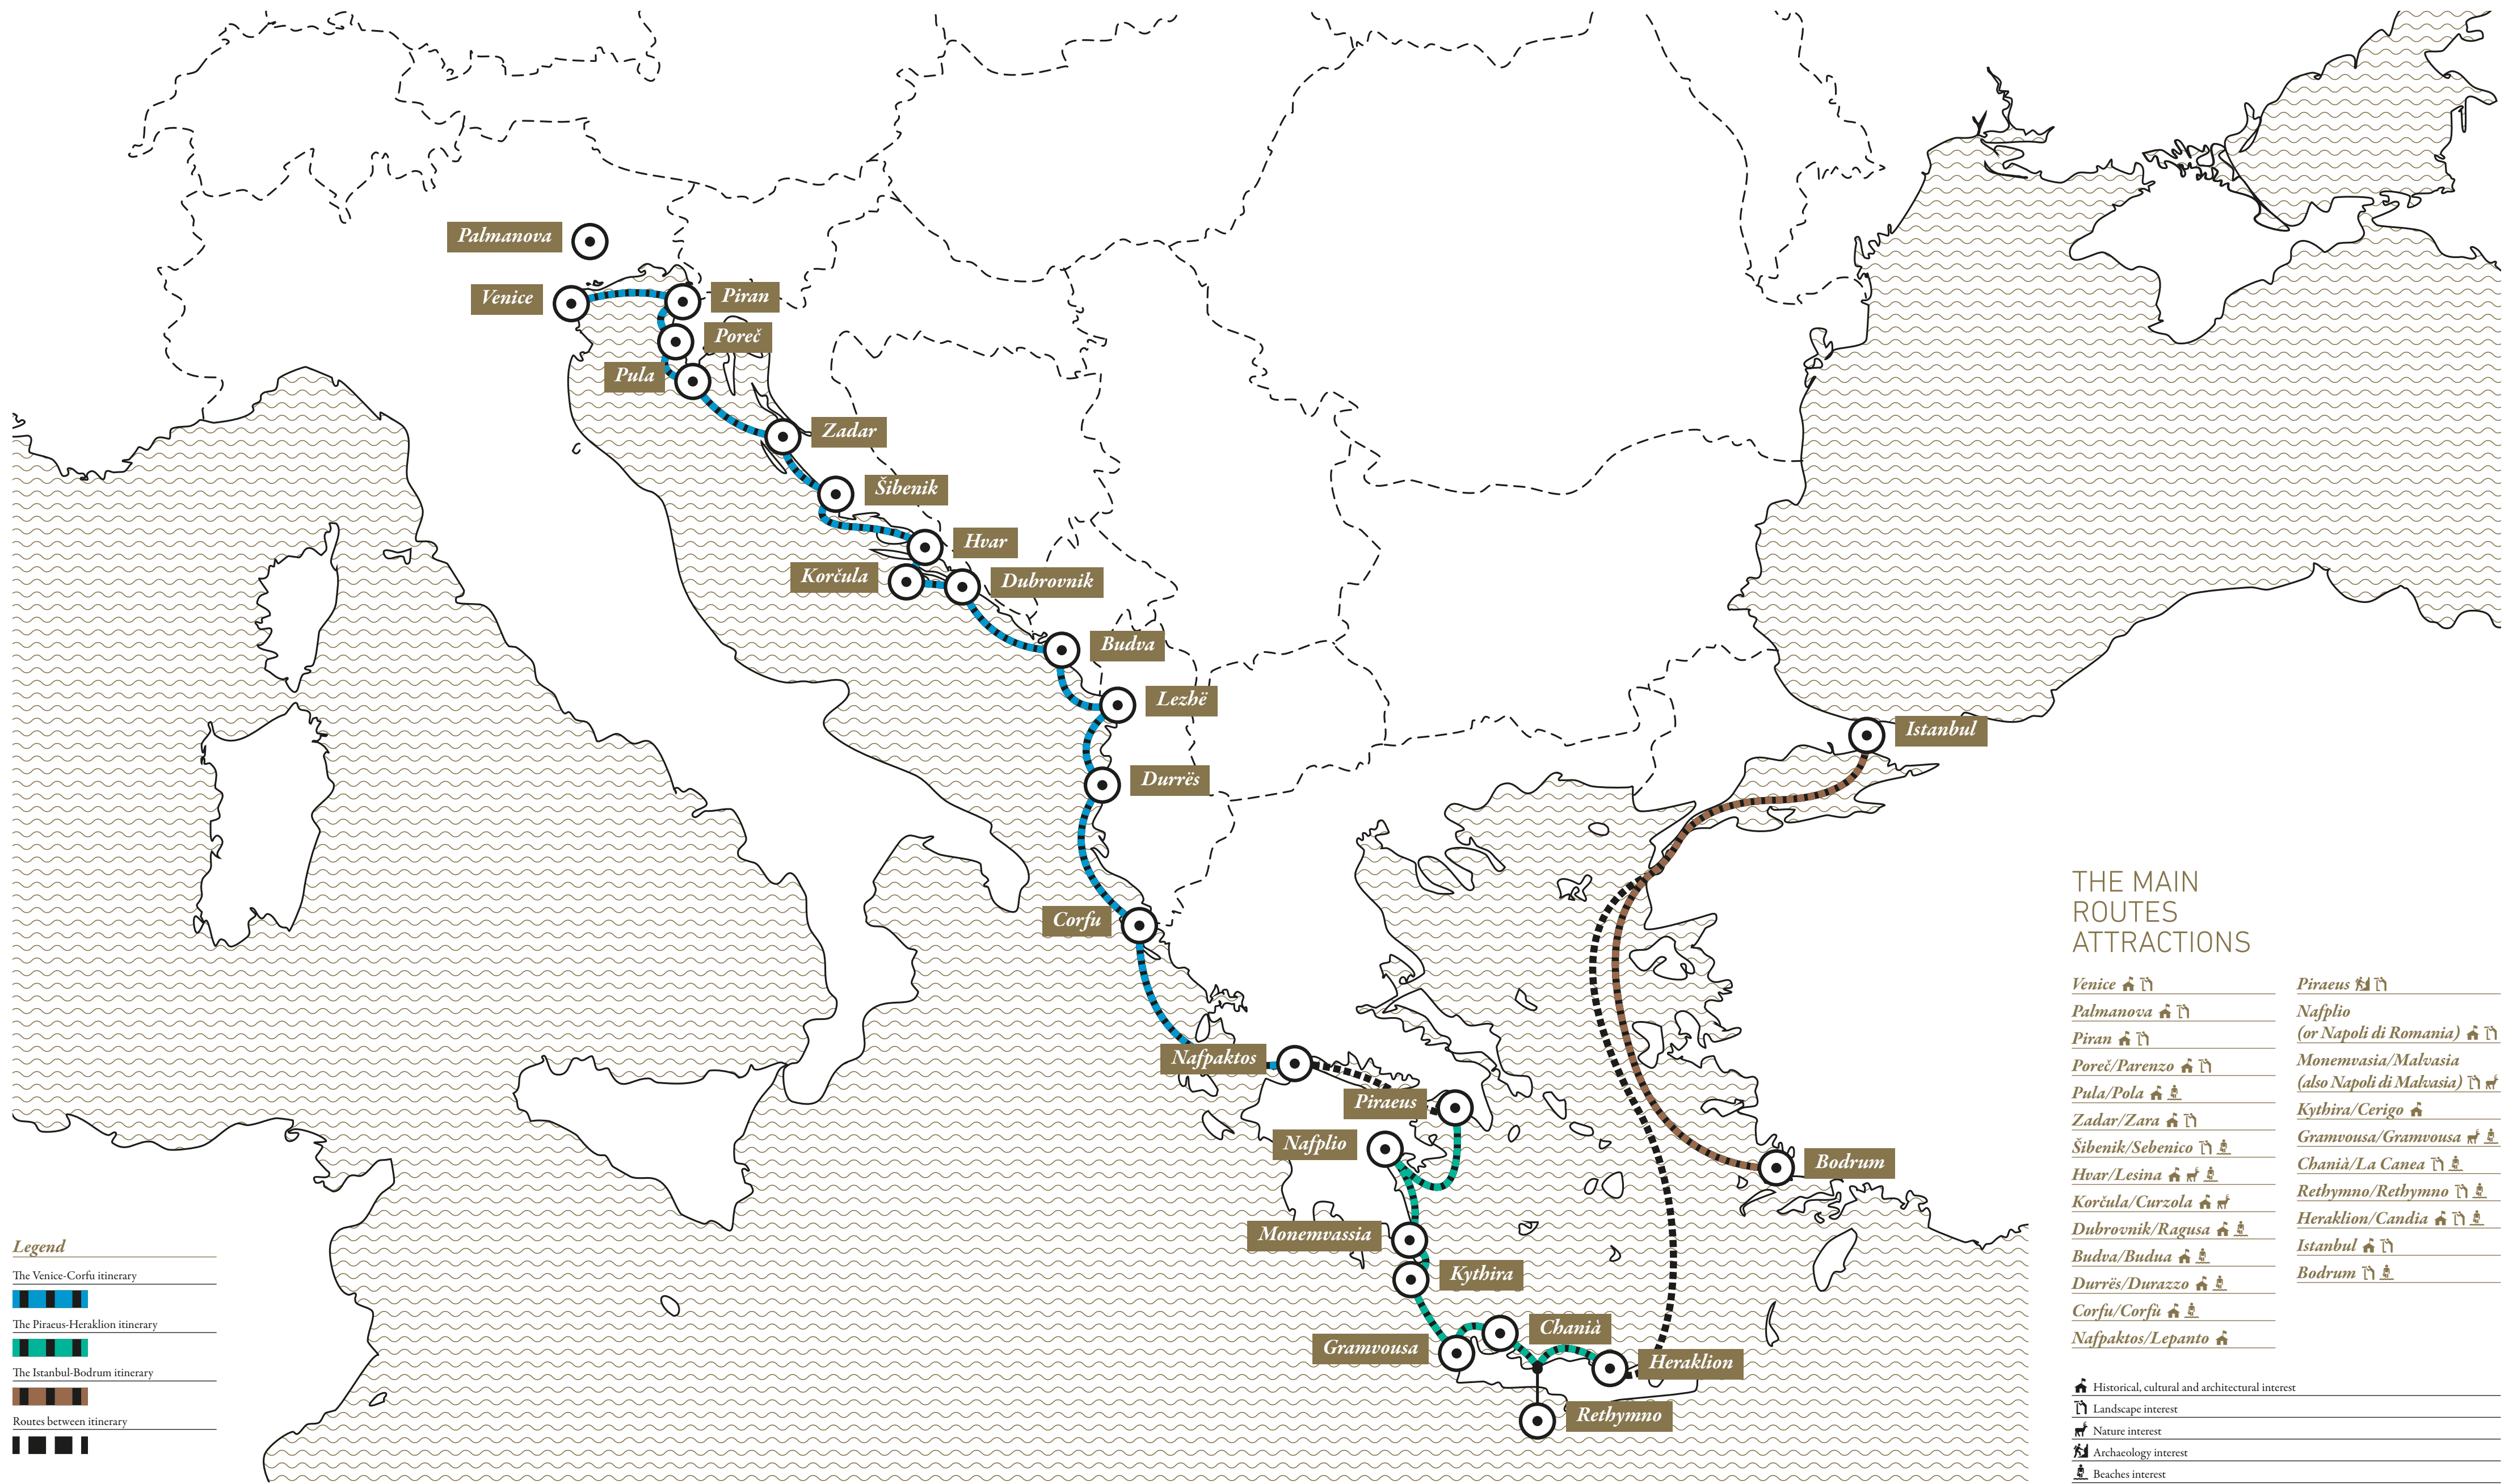 Palmanova
Venice
Piran
Poreč
Pula
Zadar
Šibenik
Hvar
Korčula
Dubrovnik
Budva
Lezhë
Istanbul
Durrës
Corfu
Nafpaktos
Piraeus
Nafplio
Bodrum
Monemvassia
Kythira
Chanià
Gramvousa
Heraklion
Rethymno
Legend
The Venice-Corfu itinerary
The Piraeus-Heraklion itinerary
The Istanbul-Bodrum itinerary
Routes between itinerary
THE MAIN
ROUTES
ATTRACTIONS
Venice
Palmanova
Piran
Poreč/Parenzo
Pula/Pola
Zadar/Zara
Šibenik/Sebenico
Hvar/Lesina
Korčula/Curzola
Dubrovnik/Ragusa
Budva/Budua
Durrës/Durazzo
Corfu/Corfù
Nafpaktos/Lepanto
Piraeus
Nafplio
(or Napoli di Romania)
Monemvasia/Malvasia
(also Napoli di Malvasia)
Kythira/Cerigo
Gramvousa/Gramvousa
Chanià/La Canea
Rethymno/Rethymno
Heraklion/Candia
Istanbul
Bodrum
Historical, cultural and architectural interest
Landscape interest
Nature interest
Archaeology interest
Beaches interest